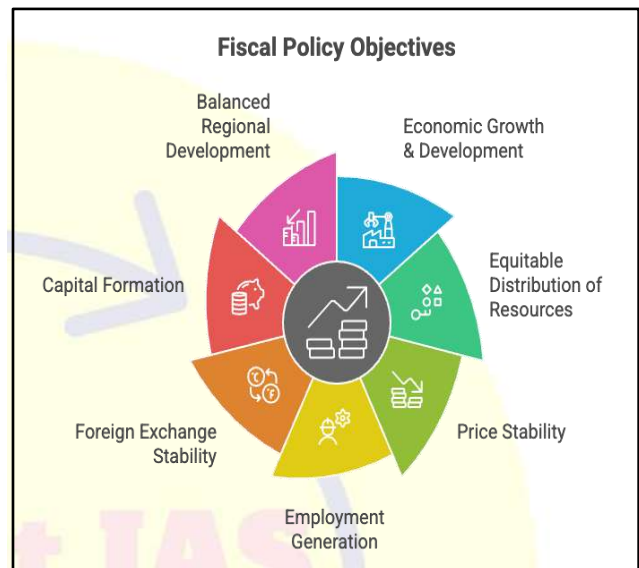 Fiscal Policy Objectives
Balanced
Regional
Development
Economic Growth
& Development
Capital Formation
Equitable
Distribution of
Resources
Foreign Exchange
Stability
Price Stability
Employment
Generation
t IAS